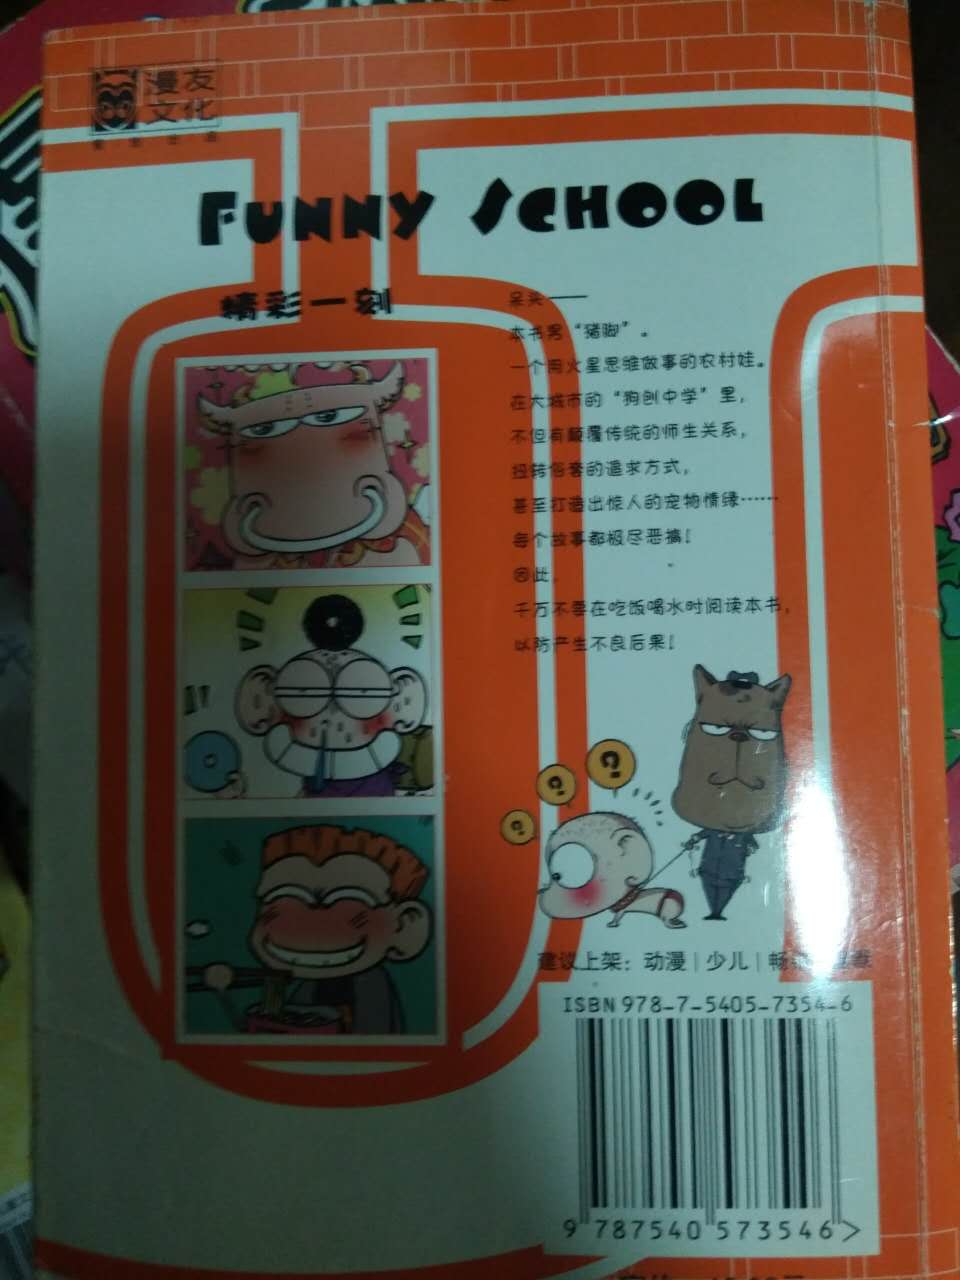 漫友
文化
FUNNY SCHOOL
精彩一刻
呆头——
本书男“猪脚”。
一个用火星思维做事的农村娃。
在大城市的“狗刨中学”里，
不但有颠覆传统的师生关系，
扭转俗套的追求方式，
甚至打造出惊人的宠物情缘……
每个故事都极尽恶搞！
因此，
千万不要在吃饭喝水时阅读本书，
以防产生不良后果！
建议上架：动漫|少儿|畅
ISBN 978-7-5405-7354-6
9 787540 573546 >